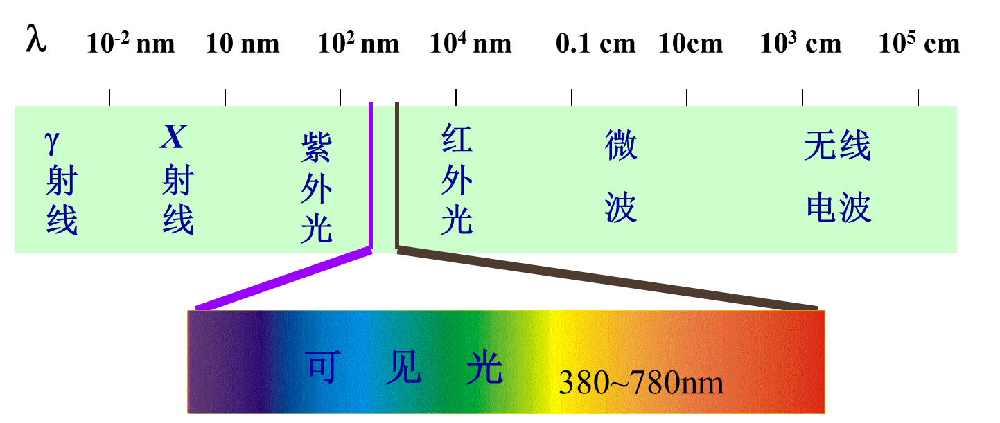 λ 10⁻² nm 10 nm 10² nm 10⁴ nm 0.1 cm 10cm 10³ cm 10⁵ cm
γ射线
X射线
紫外光
红外光
微波
无线电波
可见光 380~780nm